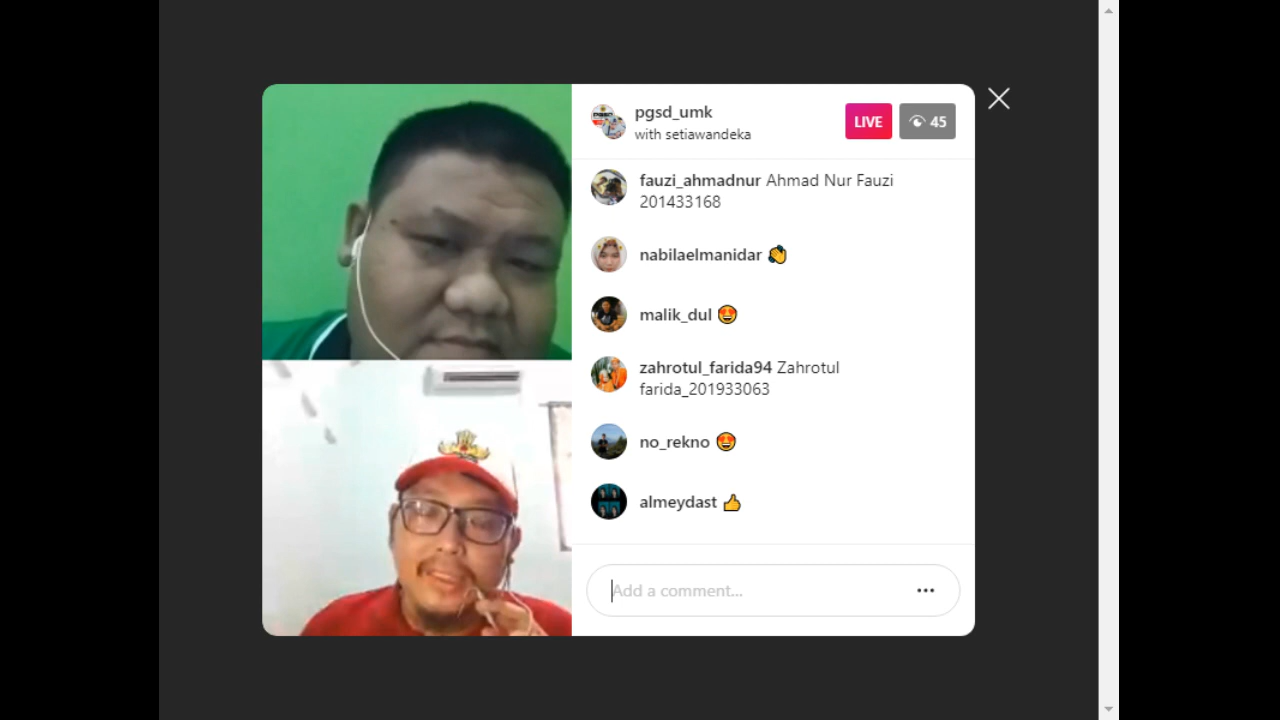 pgsd_umk
with setiawandeka
LIVE
45
fauzi_ahmadnur Ahmad Nur Fauzi
201433168
nabilaelmanidar 👏
malik_dul 🤩
zahrotul_farida94 Zahrotul
farida_201933063
no_rekno 🤩
almeydast 👍
Add a comment...